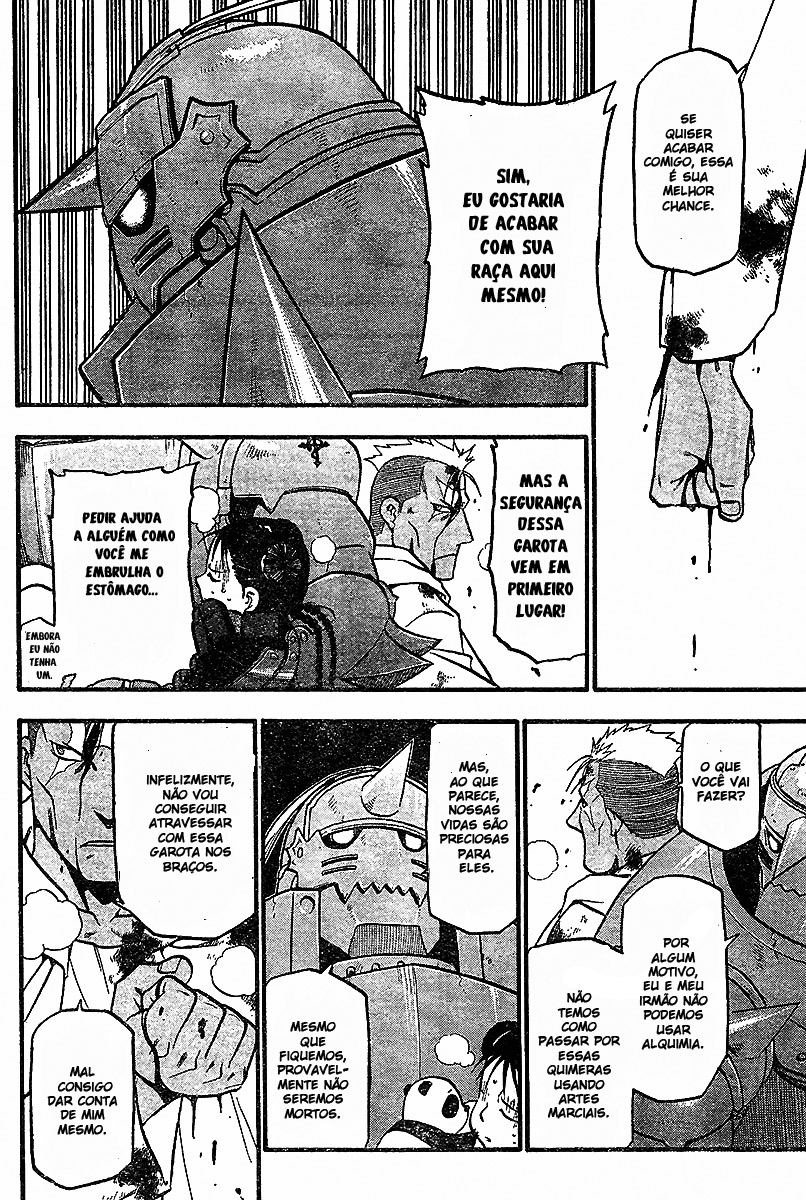 SE
QUISER
ACABAR
COMIGO, ESSA
É SUA
MELHOR
CHANCE.
SIM,
EU GOSTARIA
DE ACABAR
COM SUA
RAÇA AQUI
MESMO!
MAS A
SEGURANÇA
DESSA
GAROTA
VEM EM
PRIMEIRO
LUGAR!
PEDIR AJUDA
A ALGUÉM COMO
VOCÊ ME
EMBRULHA O
ESTÔMAGO...
EMBORA
EU NÃO
TENHA
UM.
O QUE
VOCÊ VAI
FAZER?
POR
ALGUM
MOTIVO,
EU E MEU
IRMÃO NÃO
PODEMOS
USAR
ALQUIMIA.
NÃO
TEMOS
COMO
PASSAR POR
ESSAS
QUIMERAS
USANDO
ARTES
MARCIAIS.
MAS,
AO QUE
PARECE,
NOSSAS
VIDAS SÃO
PRECIOSAS
PARA
ELES.
MESMO
QUE
FIQUEMOS,
PROVAVEL-
MENTE NÃO
SEREMOS
MORTOS.
INFELIZMENTE,
NÃO VOU
CONSEGUIR
ATRAVESSAR
COM ESSA
GAROTA NOS
BRAÇOS.
MAL
CONSIGO
DAR CONTA
DE MIM
MESMO.